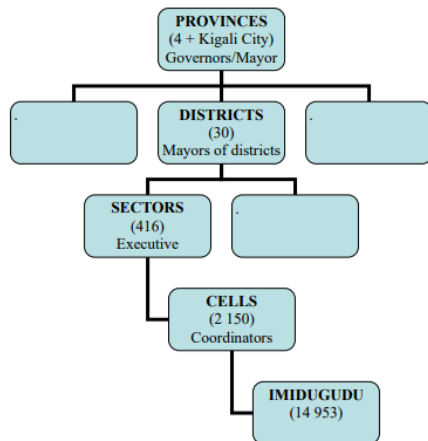 PROVINCES
(4 + Kigali City)
Governors/Mayor
.
DISTRICTS
(30)
Mayors of districts
.
SECTORS
(416)
Executive
.
CELLS
(2 150)
Coordinators
IMIDUGUDU
(14 953)